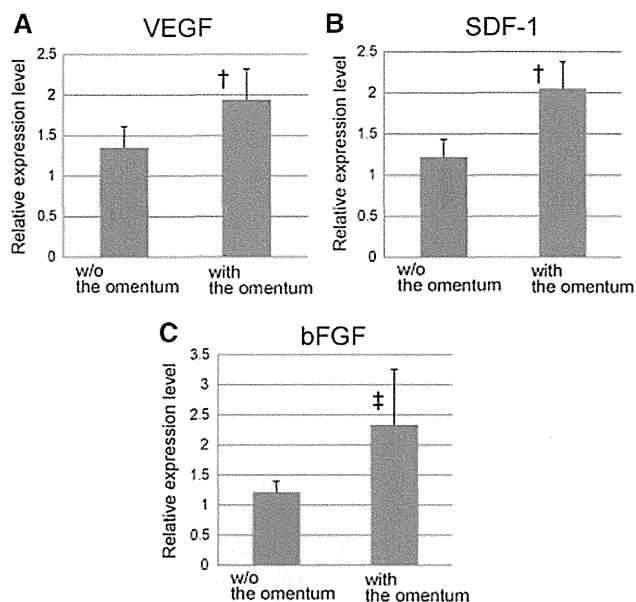 A
VEGF
Relative expression level
2.5
2
1.5
1
0.5
0
†
w/o
the omentum
with
the omentum
B
SDF-1
Relative expression level
2.5
2
1.5
1
0.5
0
†
w/o
the omentum
with
the omentum
C
bFGF
Relative expression level
3.5
3
2.5
2
1.5
1
0.5
0
‡
w/o
the omentum
with
the omentum